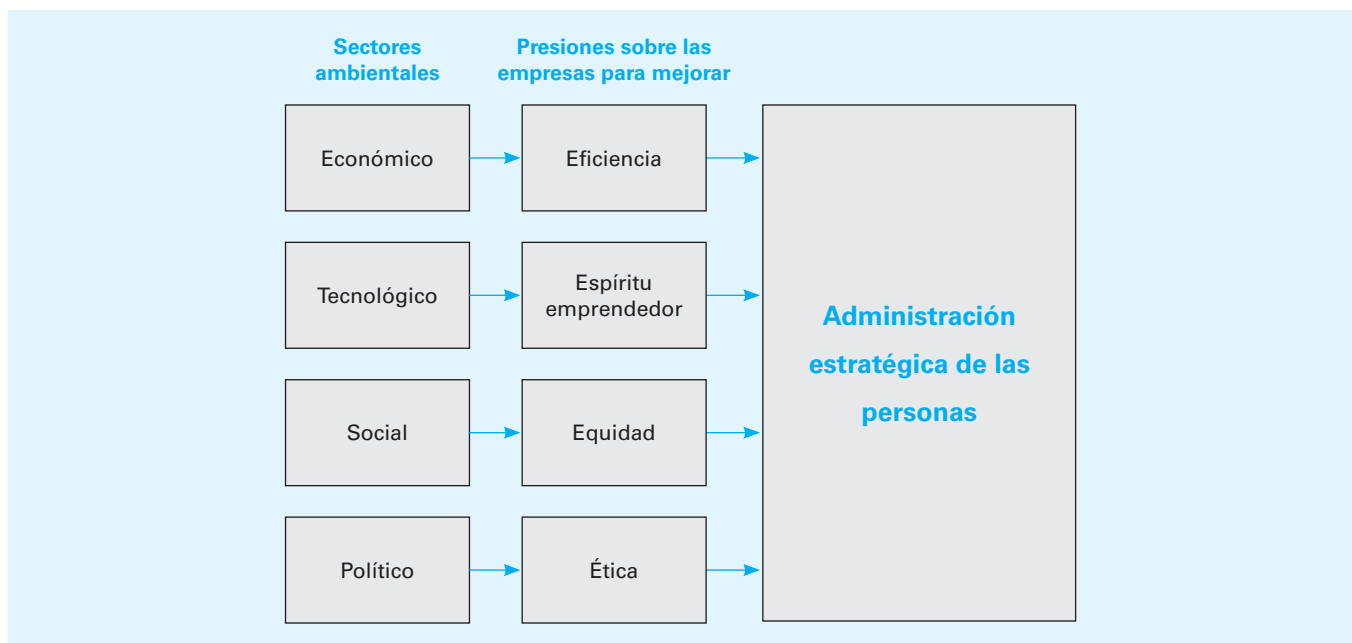 Sectores
ambientales
Presiones sobre las
empresas para mejorar
Económico
Eficiencia
Tecnológico
Espíritu
emprendedor
Social
Equidad
Político
Ética
Administración
estratégica de las
personas